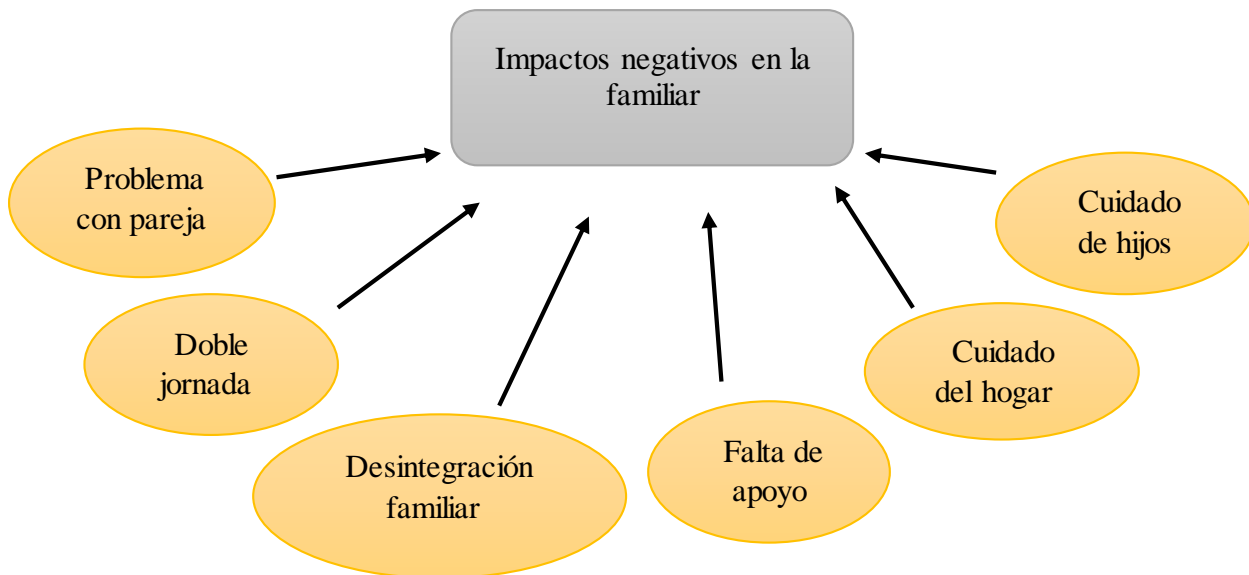 Impactos negativos en la
familiar
Problema
con pareja
Doble
jornada
Desintegración
familiar
Falta de
apoyo
Cuidado
del hogar
Cuidado
de hijos